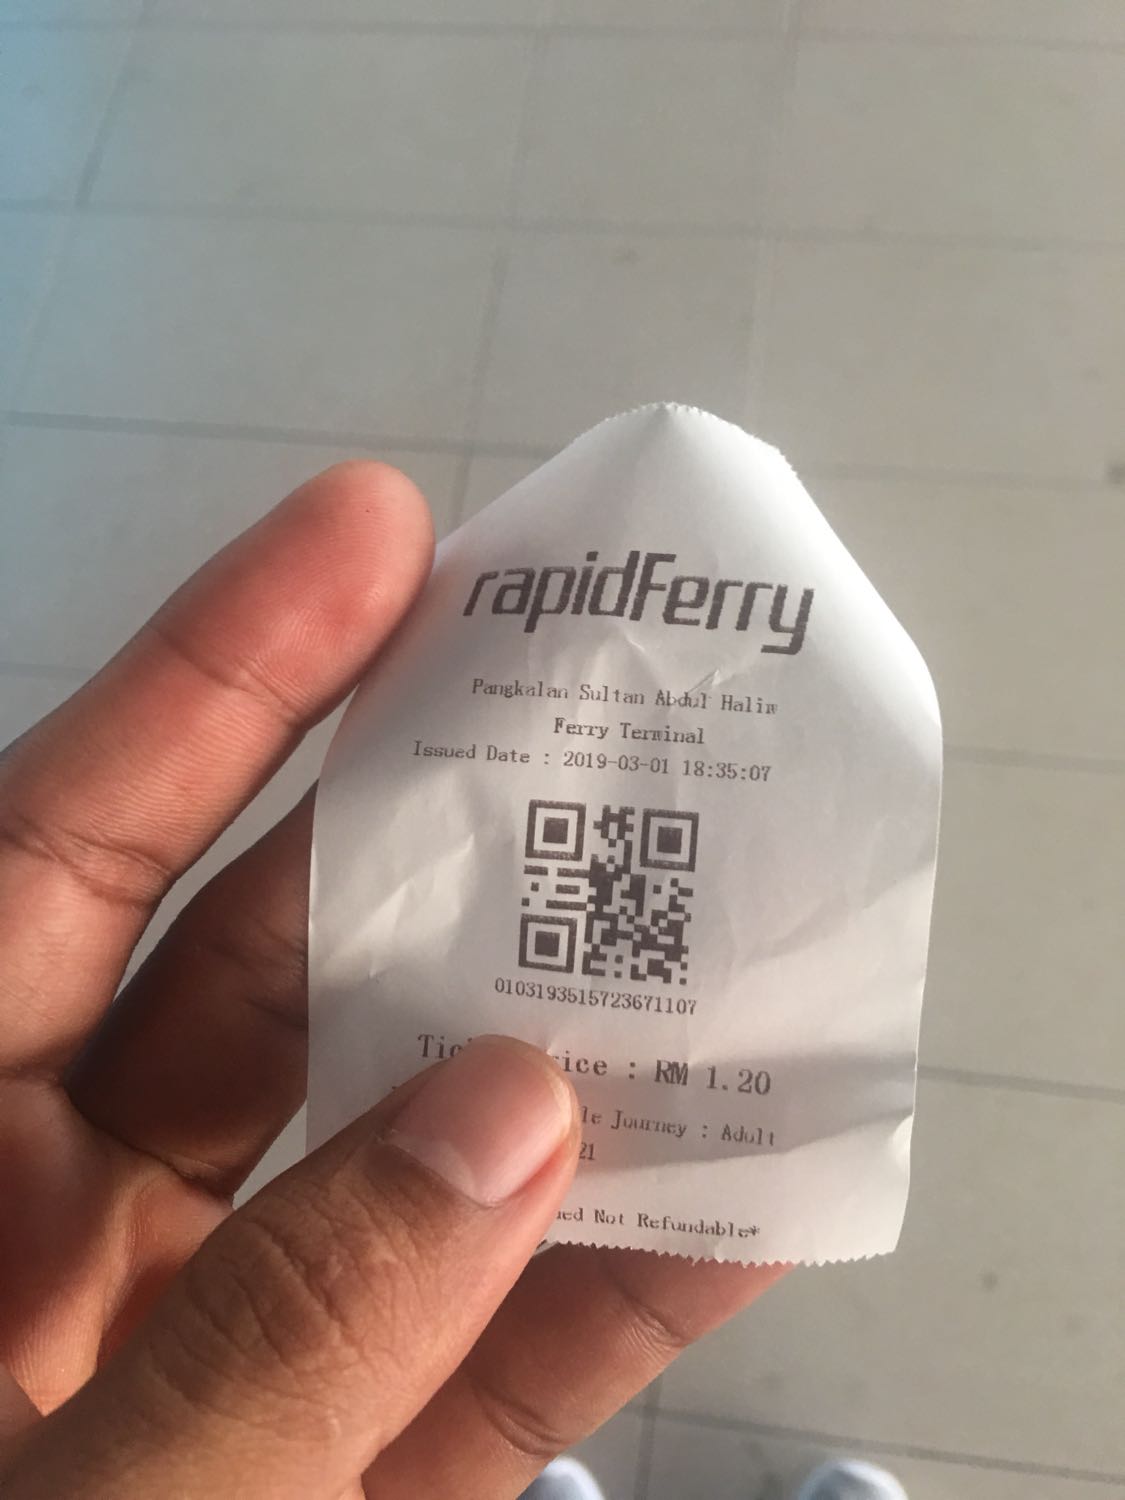 rapidFerry
Pangkalan Sultan Abdul Halim
Ferry Terminal
Issued Date : 2019-03-01 18:35:07
0103193515723671107
: RM 1.20
Journey : Adult
21
Not Refundable*